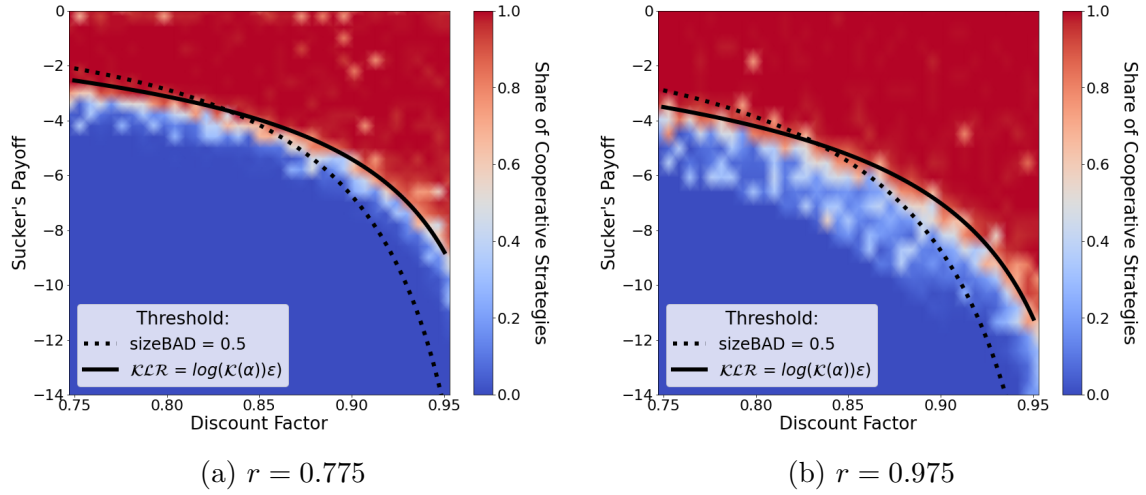 0
−2
−4
−6
−8
−10
−12
−14
Sucker's Payoff
0.75
0.80
0.85
0.90
0.95
Discount Factor
Threshold:
sizeBAD = 0.5
𝒦ℒℛ = log(𝒦(α))ε)
1.0
0.8
0.6
0.4
0.2
0.0
Share of Cooperative Strategies
(a) r = 0.775
0
−2
−4
−6
−8
−10
−12
−14
Sucker's Payoff
0.75
0.80
0.85
0.90
0.95
Discount Factor
Threshold:
sizeBAD = 0.5
𝒦ℒℛ = log(𝒦(α))ε)
1.0
0.8
0.6
0.4
0.2
0.0
Share of Cooperative Strategies
(b) r = 0.975